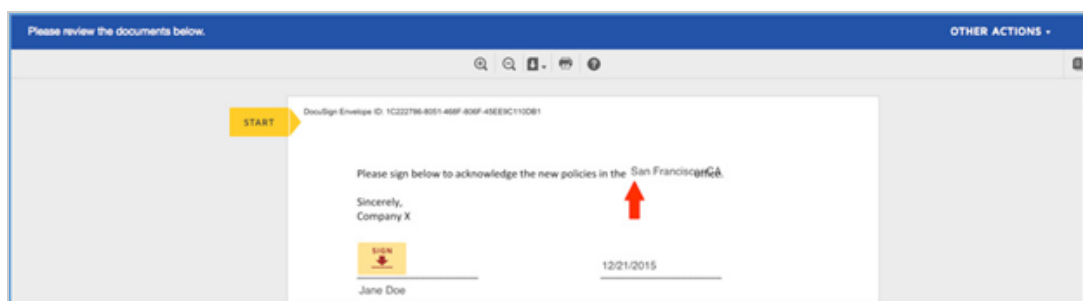 Please review the documents below. OTHER ACTIONS
START
DocuSign Envelope ID: 1C222786-8051-468F-806F-45EE9C110DB1
Please sign below to acknowledge the new policies in the San Francisco, CA office.
Sincerely,
Company X
SIGN
12/21/2015
Jane Doe